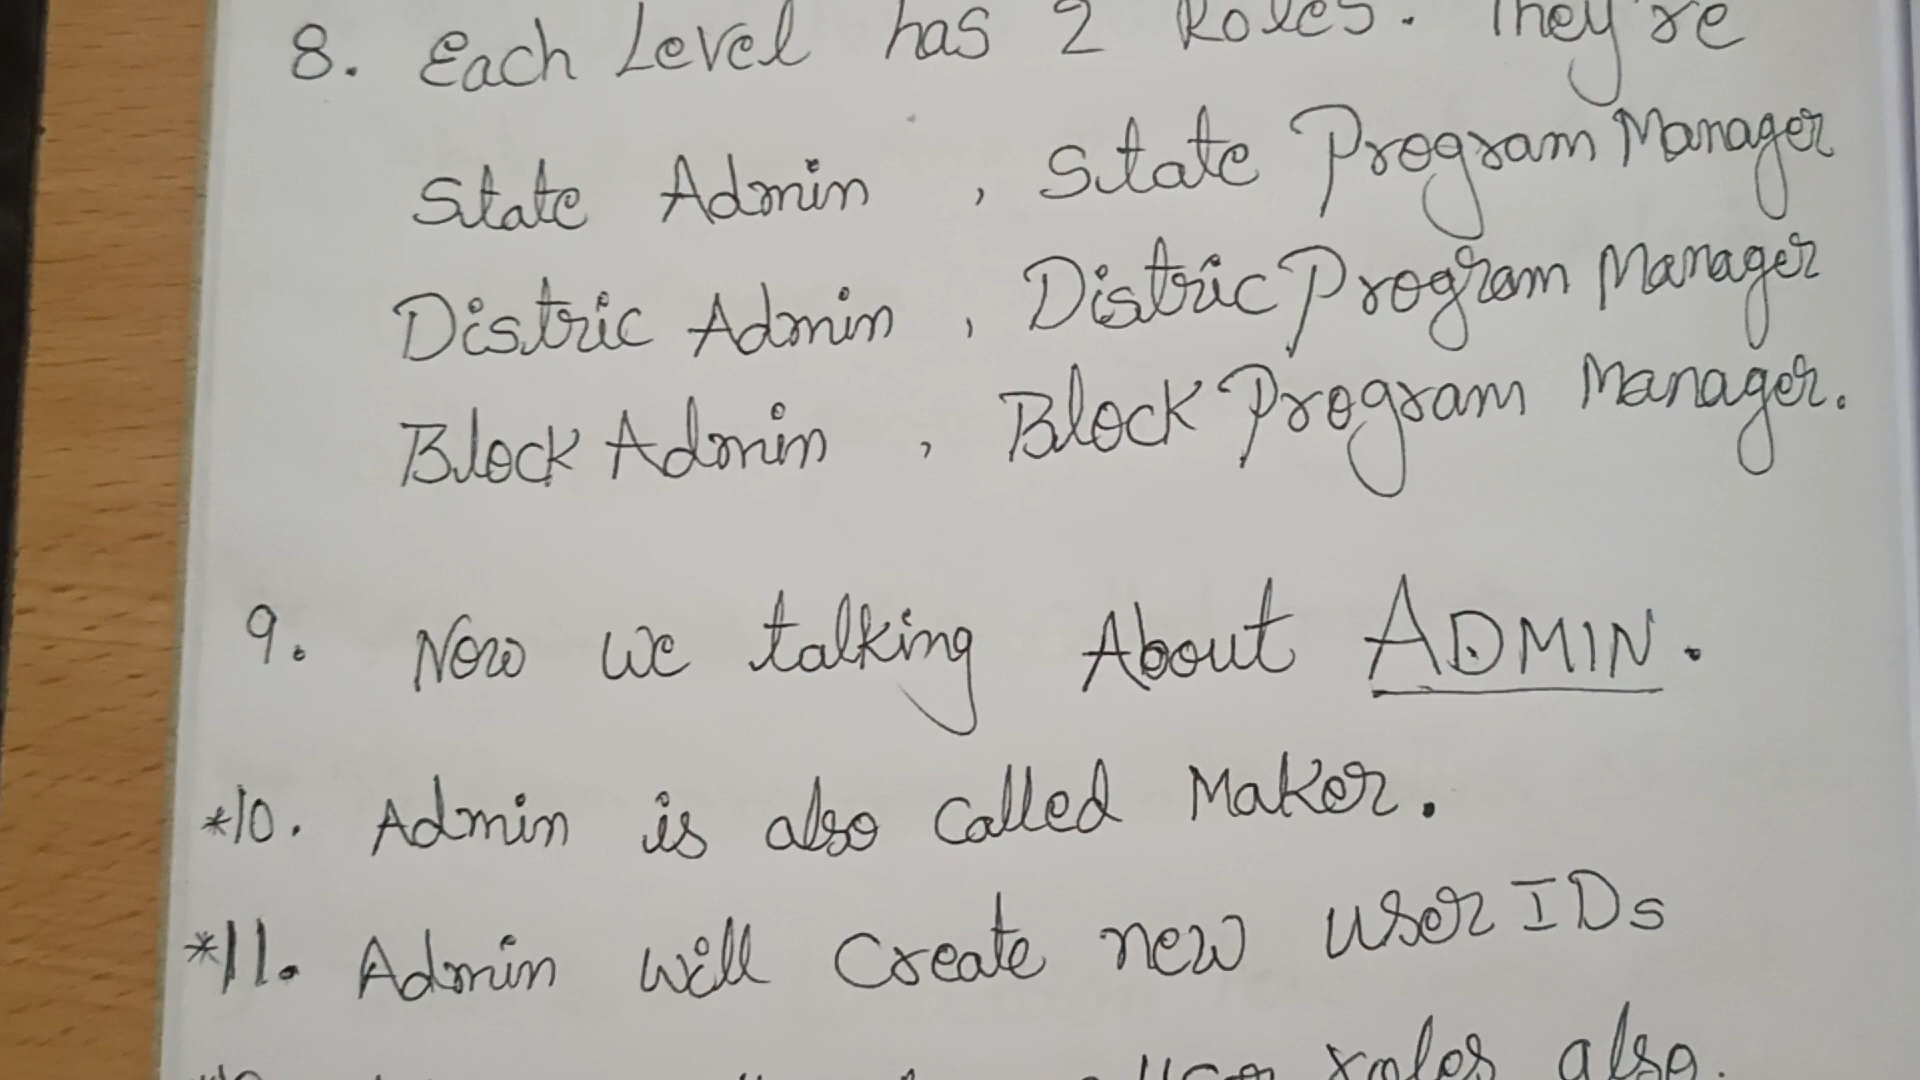 8. Each Level has 2 Roles. They're
State Admin , State Program Manager
Distric Admin , Distric Program Manager
Block Admin , Block Program Manager.
9. Now we talking About ADMIN.
*10. Admin is also called Maker.
*11. Admin will Create new user IDs
roles also.